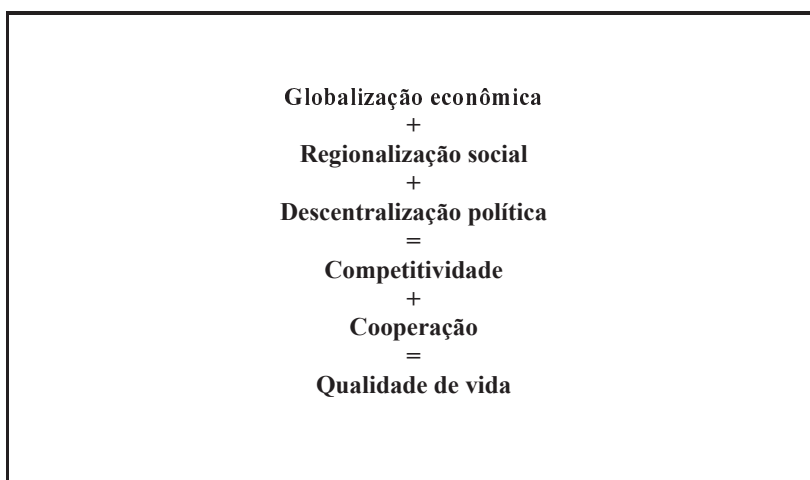 Globalização econômica
+
Regionalização social
+
Descentralização política
=
Competitividade
+
Cooperação
=
Qualidade de vida